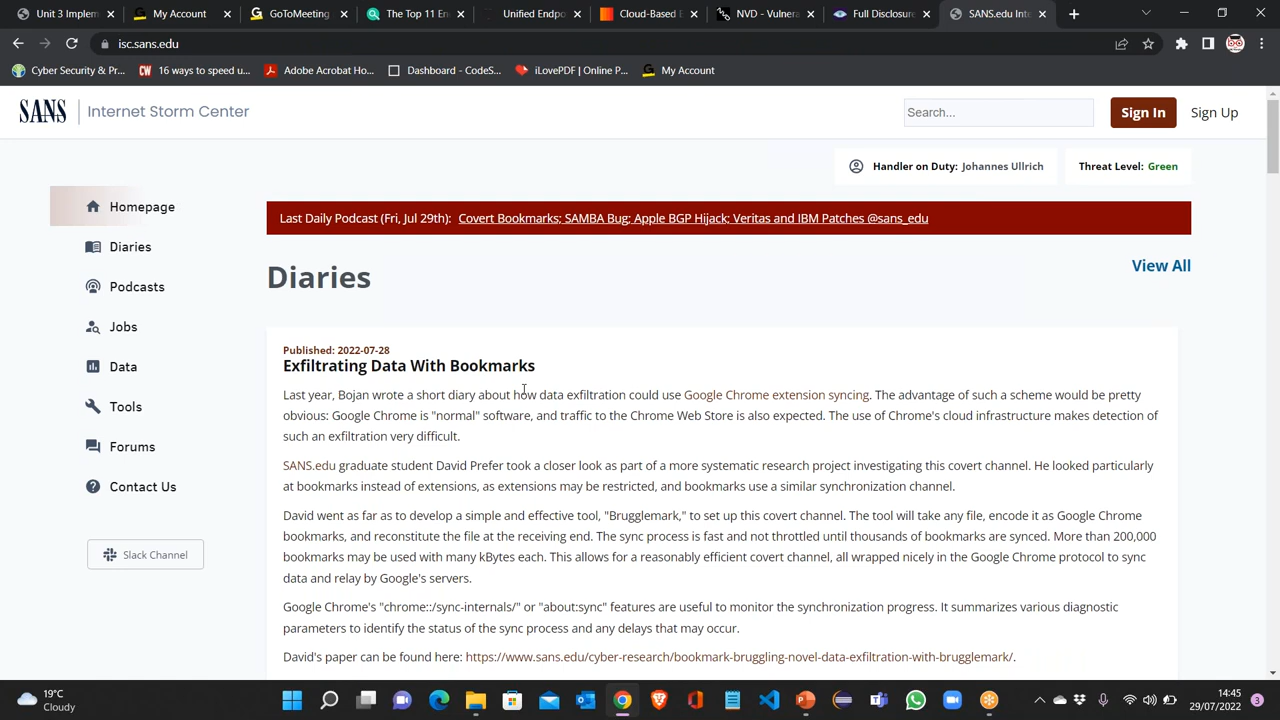 Unit 3 Implem
My Account
GoToMeeting
The Top 11 En
Unified Endpo
Cloud-Based E
NVD - Vulnera
Full Disclosure
SANS.edu Inte
isc.sans.edu
Cyber Security & Pr...
CW 16 ways to speed u...
Adobe Acrobat Ho...
Dashboard - CodeS...
iLovePDF | Online P...
My Account
SANS Internet Storm Center
Search...
Sign In
Sign Up
Handler on Duty: Johannes Ullrich
Threat Level: Green
Homepage
Diaries
Podcasts
Jobs
Data
Tools
Forums
Contact Us
Slack Channel
Last Daily Podcast (Fri, Jul 29th): Covert Bookmarks; SAMBA Bug; Apple BGP Hijack; Veritas and IBM Patches @sans_edu
Diaries
View All
Published: 2022-07-28
Exfiltrating Data With Bookmarks
Last year, Bojan wrote a short diary about how data exfiltration could use Google Chrome extension syncing. The advantage of such a scheme would be pretty
obvious: Google Chrome is "normal" software, and traffic to the Chrome Web Store is also expected. The use of Chrome's cloud infrastructure makes detection of
such an exfiltration very difficult.
SANS.edu graduate student David Prefer took a closer look as part of a more systematic research project investigating this covert channel. He looked particularly
at bookmarks instead of extensions, as extensions may be restricted, and bookmarks use a similar synchronization channel.
David went as far as to develop a simple and effective tool, "Brugglemark," to set up this covert channel. The tool will take any file, encode it as Google Chrome
bookmarks, and reconstitute the file at the receiving end. The sync process is fast and not throttled until thousands of bookmarks are synced. More than 200,000
bookmarks may be used with many kBytes each. This allows for a reasonably efficient covert channel, all wrapped nicely in the Google Chrome protocol to sync
data and relay by Google's servers.
Google Chrome's "chrome::/sync-internals/" or "about:sync" features are useful to monitor the synchronization progress. It summarizes various diagnostic
parameters to identify the status of the sync process and any delays that may occur.
David's paper can be found here: https://www.sans.edu/cyber-research/bookmark-bruggling-novel-data-exfiltration-with-brugglemark/.
19°C
Cloudy
14:45
29/07/2022
3